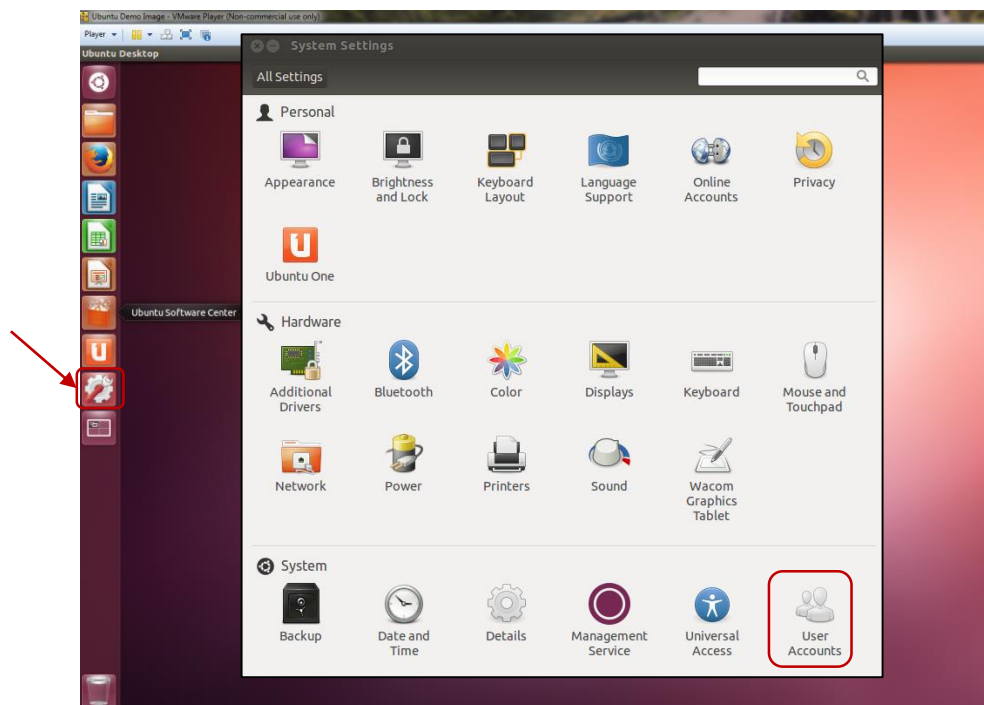 Ubuntu Demo Image - VMware Player (Non-commercial use only)
Player
Ubuntu Desktop
System Settings
All Settings
Personal
Appearance
Brightness
and Lock
Keyboard
Layout
Language
Support
Online
Accounts
Privacy
Ubuntu One
Ubuntu Software Center
Hardware
Additional
Drivers
Bluetooth
Color
Displays
Keyboard
Mouse and
Touchpad
Network
Power
Printers
Sound
Wacom
Graphics
Tablet
System
Backup
Date and
Time
Details
Management
Service
Universal
Access
User
Accounts